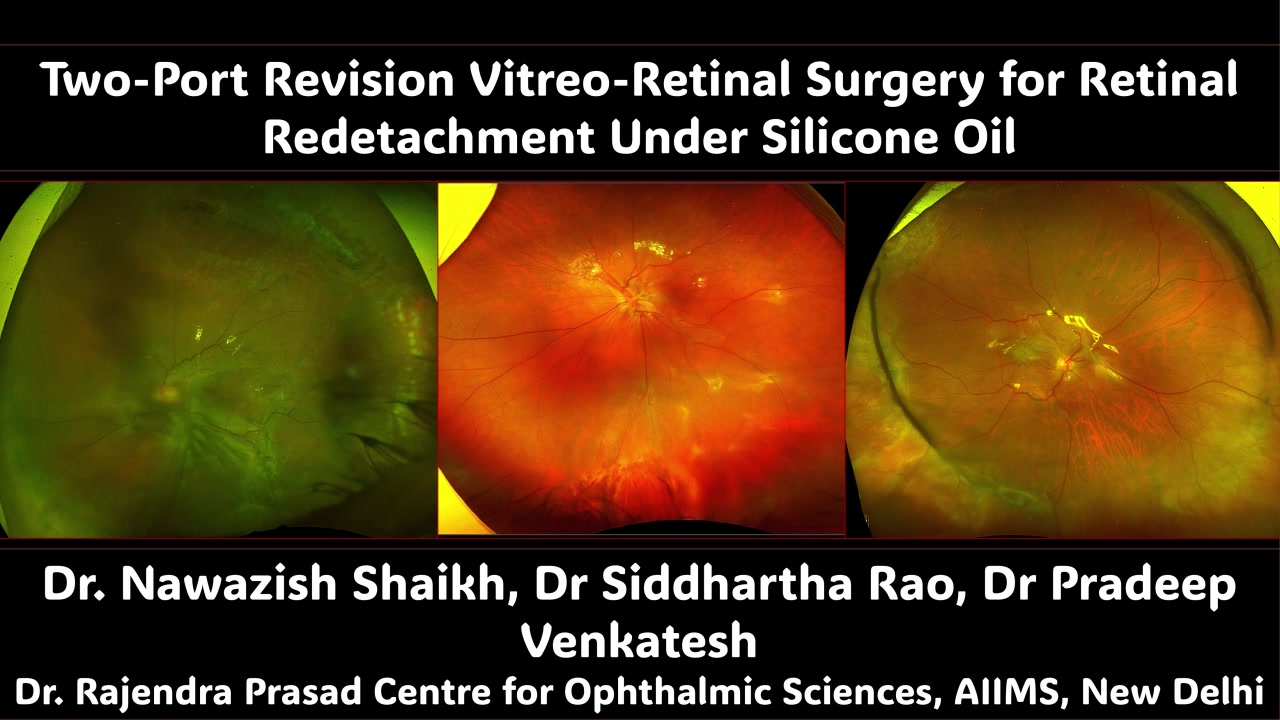 Two-Port Revision Vitreo-Retinal Surgery for Retinal
Redetachment Under Silicone Oil
Dr. Nawazish Shaikh, Dr Siddhartha Rao, Dr Pradeep
Venkatesh
Dr. Rajendra Prasad Centre for Ophthalmic Sciences, AIIMS, New Delhi